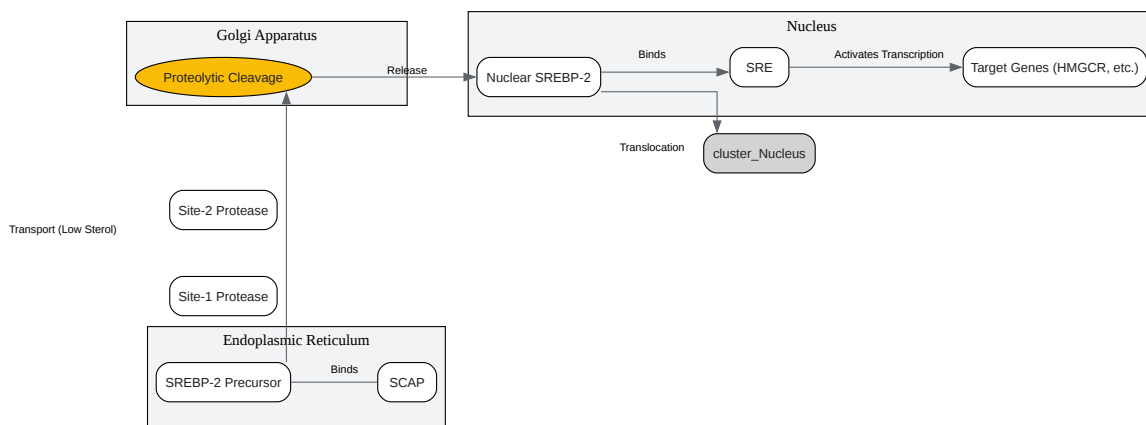 Golgi Apparatus
Nucleus
Proteolytic Cleavage
Release
Nuclear SREBP-2
Binds
SRE
Activates Transcription
Target Genes (HMGCR, etc.)
Translocation
cluster_Nucleus
Site-2 Protease
Transport (Low Sterol)
Site-1 Protease
Endoplasmic Reticulum
SREBP-2 Precursor
Binds
SCAP